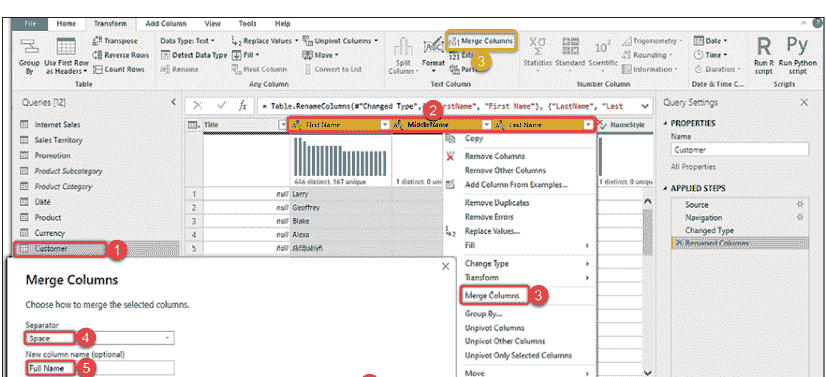 File Home Transform Add Column View Tools Help
Transpose Data Type: Text Replace Values Unpivot Columns Merge Columns Trigonometry Date
Reverse Rows Detect Data Type Fill Move Rounding Time
Group By Use First Row as Headers Count Rows Rename Pivot Column Convert to List Split Column Format Statistics Standard Scientific Information Duration Run R script Run Python script
Table Any Column Text Column Number Column Date & Time C... Scripts
3
Queries [12]
= Table.RenameColumns(#"Changed Type", "First Name"}, {"LastName", "Last
Query Settings
2
Internet Sales
Sales Territory
Promotion
Product Subcategory
Product Category
Date
Product
Currency
Customer
1
Title First Name MiddleName Last Name NameStyle
646 distinct, 167 unique
1 distinct, 0 uni
1 distinct, 0 uniqu
1 null Larry
2 null Geoffrey
3 null Blake
4 null Alexa
5 null Jacquelyn
Copy
Remove Columns
Remove Other Columns
Add Column From Examples...
Remove Duplicates
Remove Errors
Replace Values...
Fill
Change Type
Transform
Merge Columns
3
Group By...
Unpivot Columns
Unpivot Other Columns
Unpivot Only Selected Columns
Move
PROPERTIES
Name
Customer
All Properties
APPLIED STEPS
Source
Navigation
Changed Type
Renamed Columns
Merge Columns
Choose how to merge the selected columns.
Separator
Space
4
New column name (optional)
Full Name
5